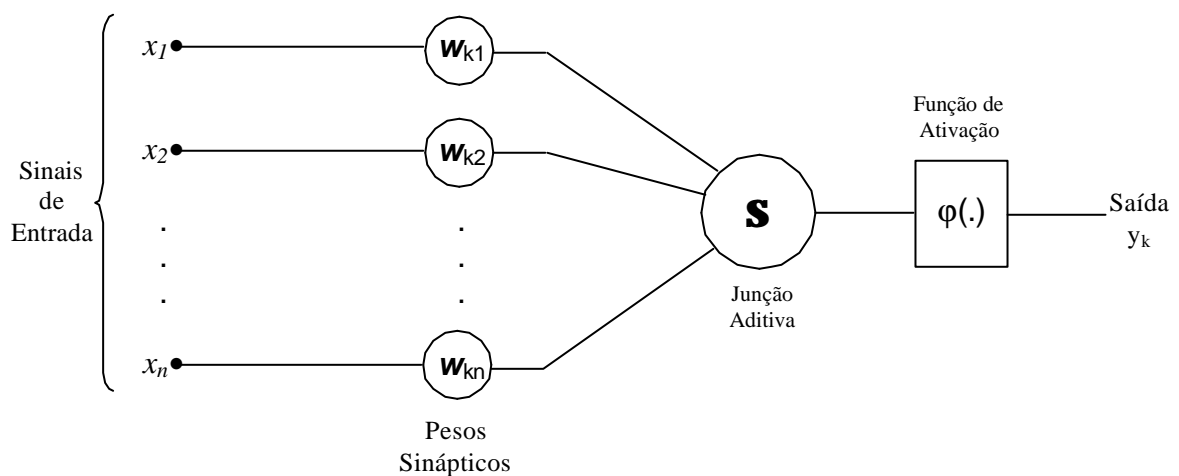 Sinais
de
Entrada
x1
x2
.
.
.
xn
wk1
wk2
.
.
.
wkn
Pesos
Sinápticos
S
Junção
Aditiva
Função de
Ativação
φ(.)
Saída
yk